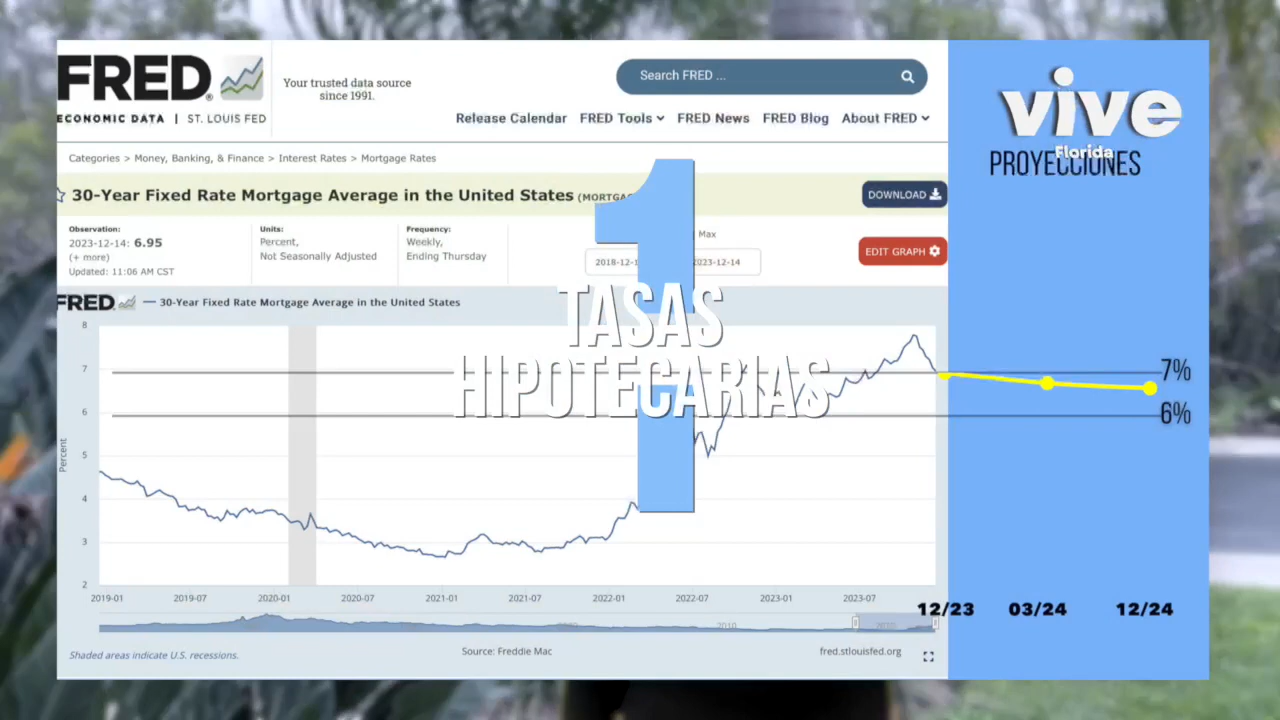 FRED
ECONOMIC DATA | ST. LOUIS FED
Your trusted data source
since 1991.
Search FRED ...
Release Calendar FRED Tools FRED News FRED Blog About FRED
Categories > Money, Banking, & Finance > Interest Rates > Mortgage Rates
30-Year Fixed Rate Mortgage Average in the United States
DOWNLOAD
Observation:
2023-12-14: 6.95
(+ more)
Updated: 11:06 AM CST
Units:
Percent,
Not Seasonally Adjusted
Frequency:
Weekly,
Ending Thursday
Max
2023-12-14
EDIT GRAPH
FRED
30-Year Fixed Rate Mortgage Average in the United States
1
TASAS
HIPOTECARIAS
Percent
8
7
6
5
4
3
2
2019-01 2019-07 2020-01 2020-07 2021-01 2021-07 2022-01 2022-07 2023-01 2023-07
2010
Shaded areas indicate U.S. recessions.
Source: Freddie Mac
fred.stlouisfed.org
vive
Florida
PROYECCIONES
7%
6%
12/23 03/24 12/24